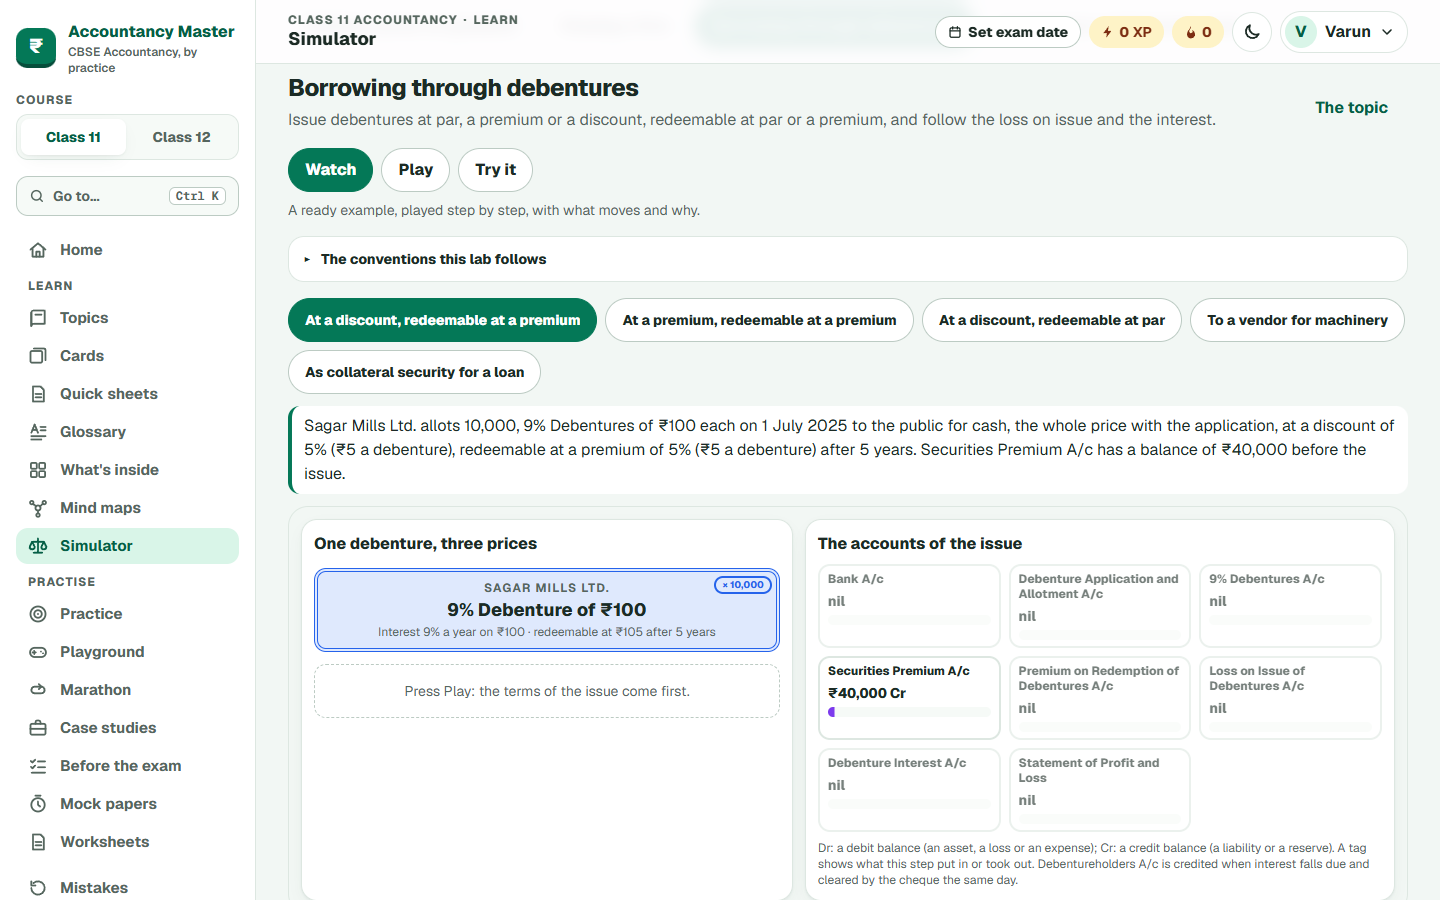 ₹
Accountancy Master
CBSE Accountancy, by
practice
COURSE
Class 11
Class 12
Go to...
Ctrl K
Home
LEARN
Topics
Cards
Quick sheets
Glossary
What's inside
Mind maps
Simulator
PRACTISE
Practice
Playground
Marathon
Case studies
Before the exam
Mock papers
Worksheets
Mistakes
CLASS 11 ACCOUNTANCY · LEARN
Simulator
Set exam date
0 XP
0
V
Varun
Borrowing through debentures
Issue debentures at par, a premium or a discount, redeemable at par or a premium, and follow the loss on issue and the interest.
The topic
Watch
Play
Try it
A ready example, played step by step, with what moves and why.
The conventions this lab follows
At a discount, redeemable at a premium
At a premium, redeemable at a premium
At a discount, redeemable at par
To a vendor for machinery
As collateral security for a loan
Sagar Mills Ltd. allots 10,000, 9% Debentures of ₹100 each on 1 July 2025 to the public for cash, the whole price with the application, at a discount of
5% (₹5 a debenture), redeemable at a premium of 5% (₹5 a debenture) after 5 years. Securities Premium A/c has a balance of ₹40,000 before the
issue.
One debenture, three prices
SAGAR MILLS LTD.
× 10,000
9% Debenture of ₹100
Interest 9% a year on ₹100 · redeemable at ₹105 after 5 years
Press Play: the terms of the issue come first.
The accounts of the issue
Bank A/c
nil
Debenture Application and
Allotment A/c
nil
9% Debentures A/c
nil
Securities Premium A/c
₹40,000 Cr
Premium on Redemption of
Debentures A/c
nil
Loss on Issue of
Debentures A/c
nil
Debenture Interest A/c
nil
Statement of Profit and
Loss
nil
Dr: a debit balance (an asset, a loss or an expense); Cr: a credit balance (a liability or a reserve). A tag
shows what this step put in or took out. Debentureholders A/c is credited when interest falls due and
cleared by the cheque the same day.